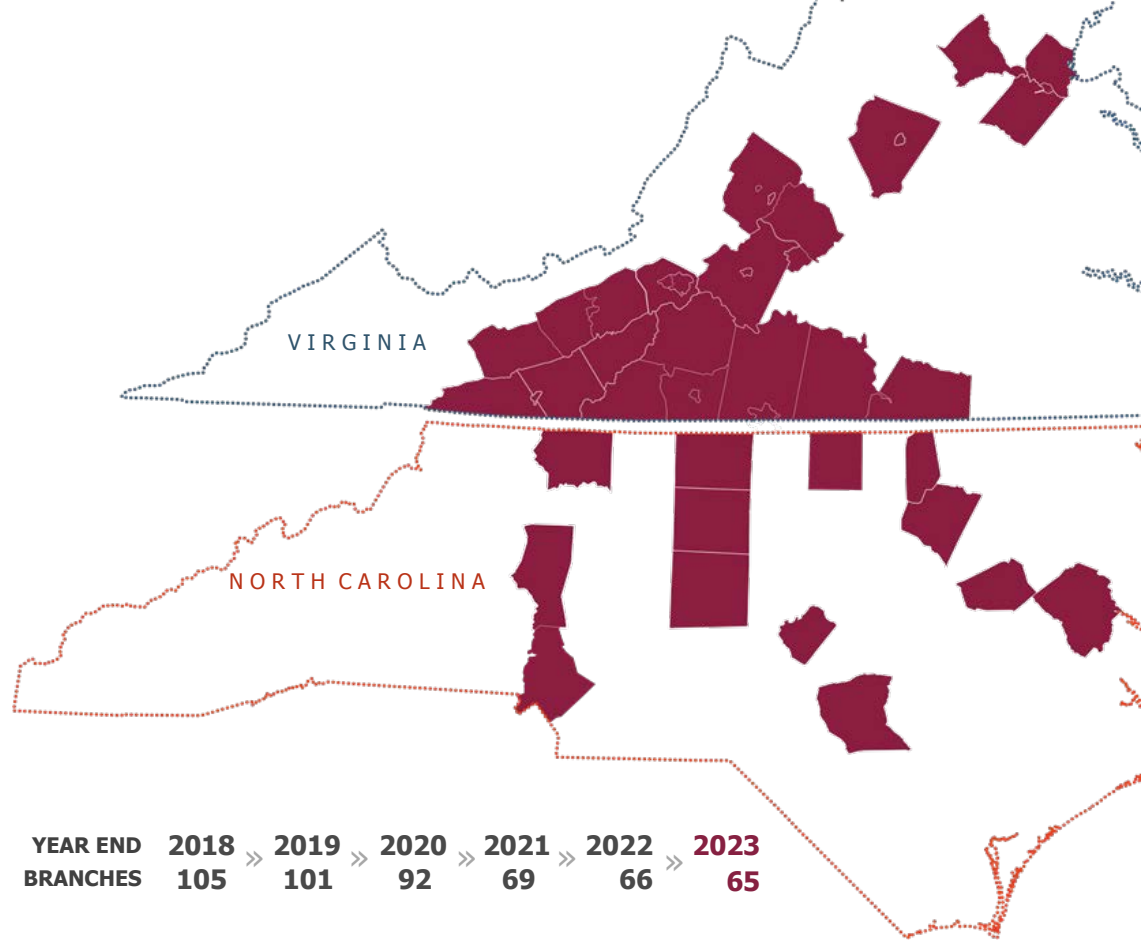 VIRGINIA
NORTH CAROLINA
YEAR END 2018 » 2019 » 2020 » 2021 » 2022 » 2023
BRANCHES 105 101 92 69 66 65